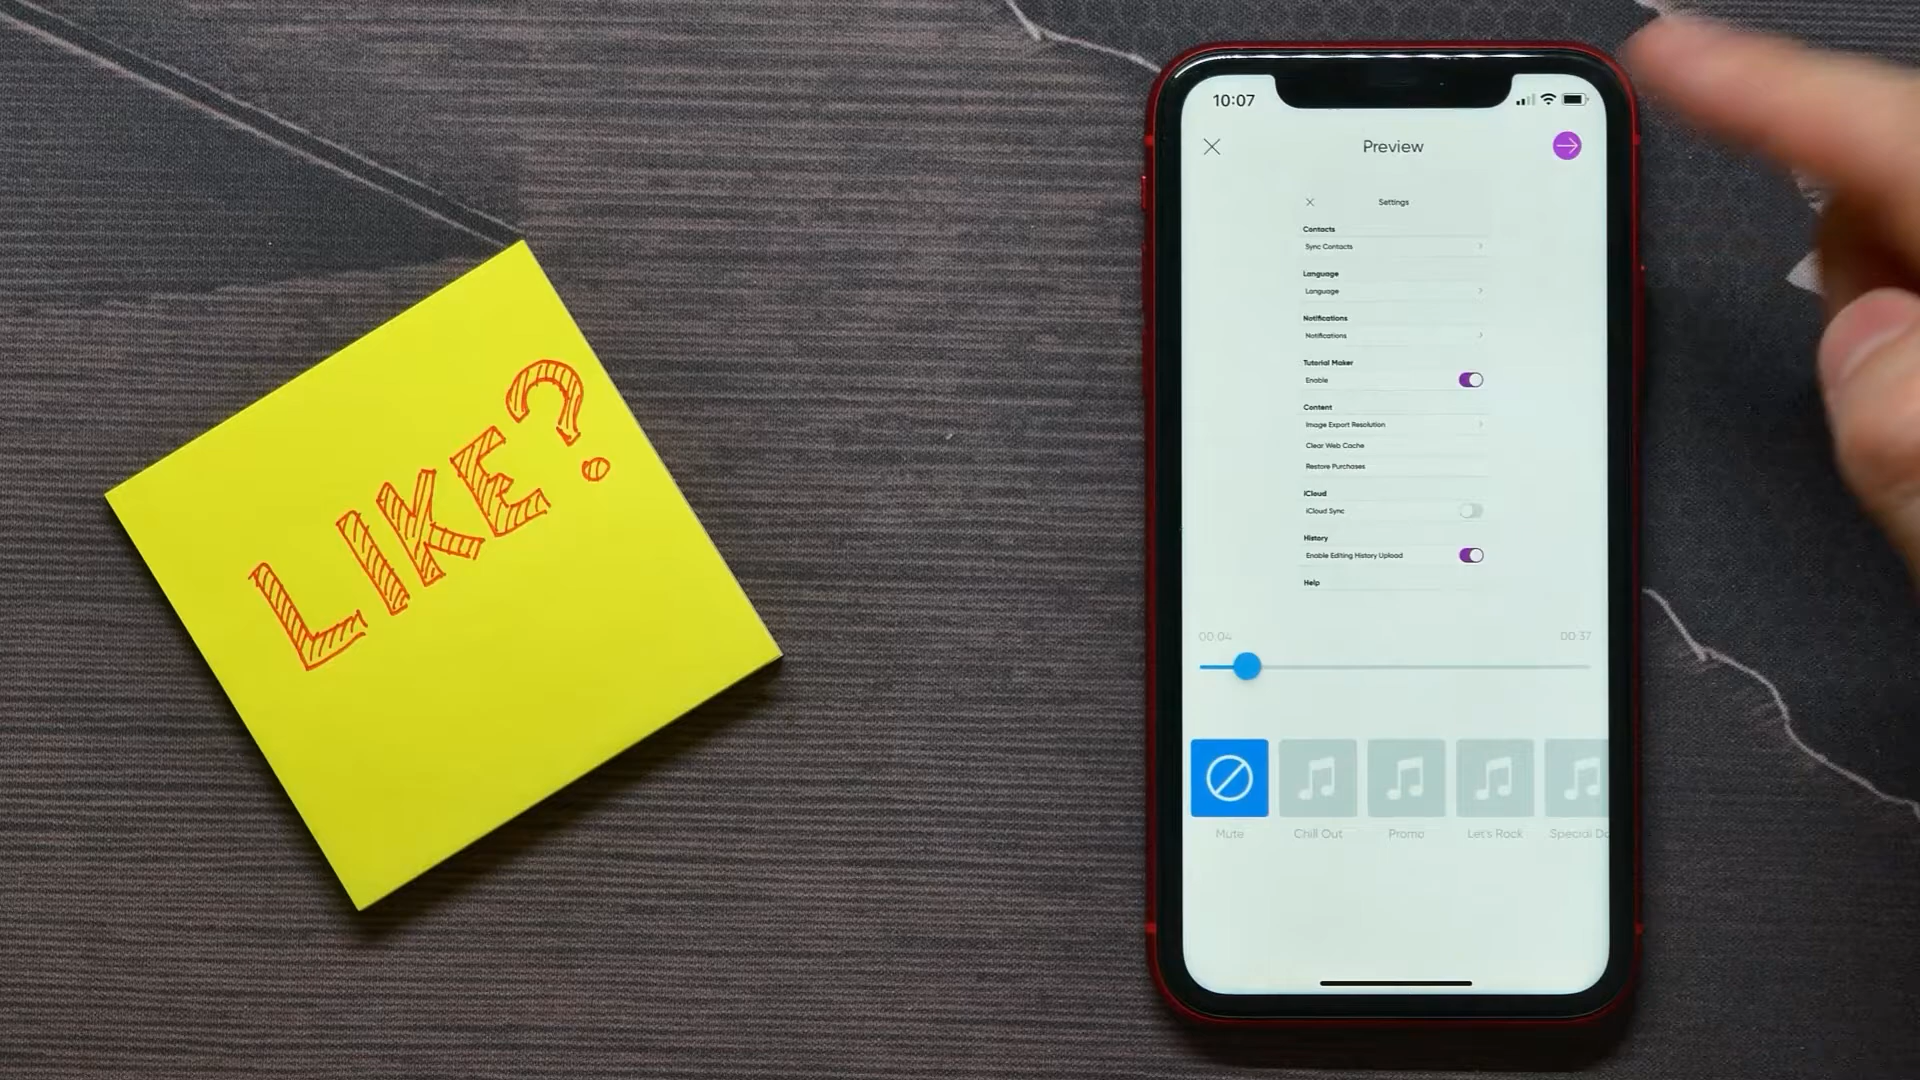 LIKE?
10:07
Preview
Settings
Contacts
Sync Contacts
Language
Language
Notifications
Notifications
Tutorial Maker
Enable
Content
Image Export Resolution
Clear Web Cache
Restore Purchases
iCloud
iCloud Sync
History
Enable Editing History Upload
Help
00:04 00:37
Mute Chill Out Promo Let's Rock Special